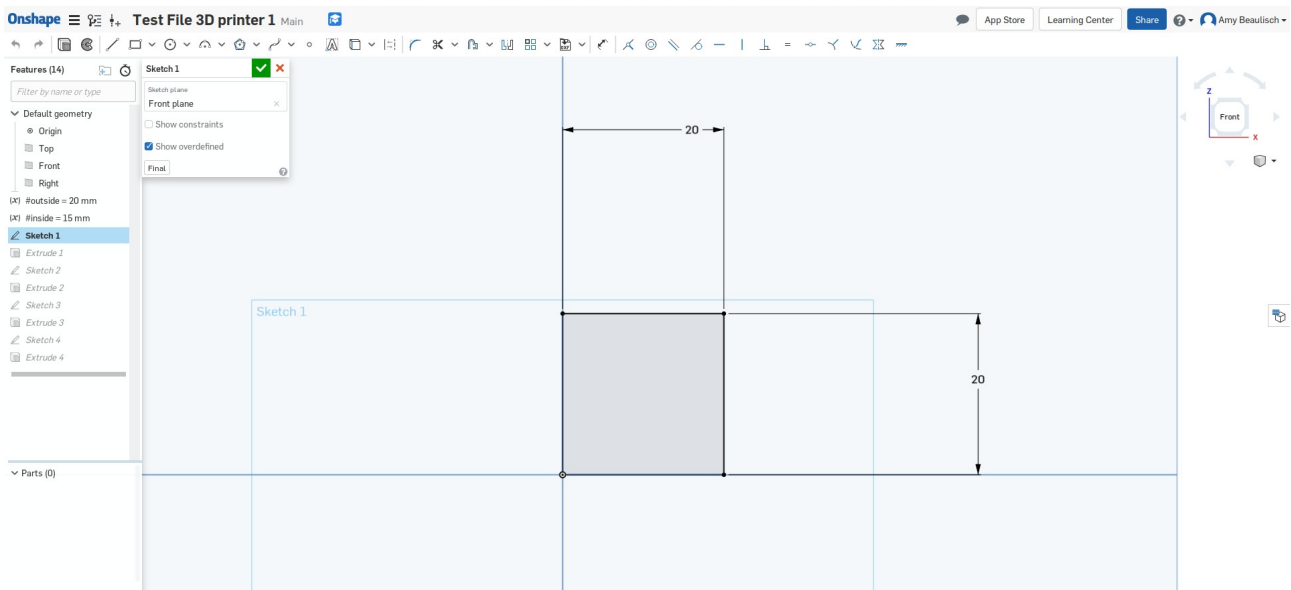 Onshape Test File 3D printer 1 Main App Store Learning Center Share Amy Beaulisch
Features (14)
Filter by name or type
Default geometry
Origin
Top
Front
Right
(x) #outside = 20 mm
(x) #inside = 15 mm
Sketch 1
Extrude 1
Sketch 2
Extrude 2
Sketch 3
Extrude 3
Sketch 4
Extrude 4
Parts (0)
Sketch 1
Sketch plane
Front plane
Show constraints
Show overdefined
Final
20
Sketch 1
20
Z
Front
X